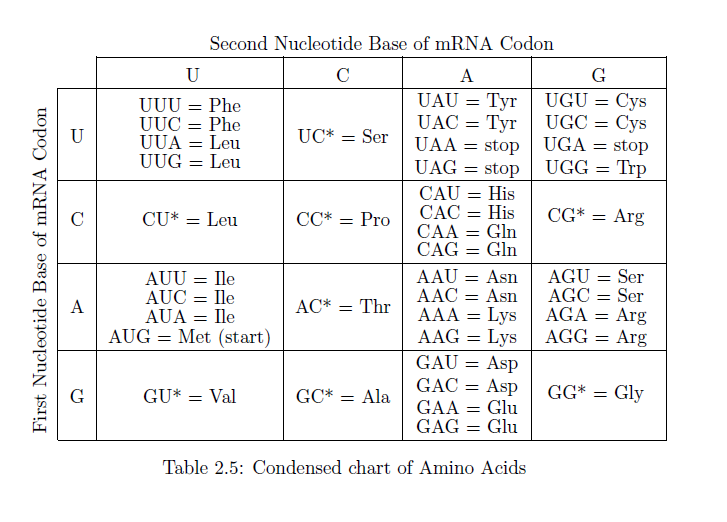 Second Nucleotide Base of mRNA Codon
U C A G
First Nucleotide Base of mRNA Codon
U
UUU = Phe
UUC = Phe
UUA = Leu
UUG = Leu
UC* = Ser
UAU = Tyr
UAC = Tyr
UAA = stop
UAG = stop
UGU = Cys
UGC = Cys
UGA = stop
UGG = Trp
C
CU* = Leu
CC* = Pro
CAU = His
CAC = His
CAA = Gln
CAG = Gln
CG* = Arg
A
AUU = Ile
AUC = Ile
AUA = Ile
AUG = Met (start)
AC* = Thr
AAU = Asn
AAC = Asn
AAA = Lys
AAG = Lys
AGU = Ser
AGC = Ser
AGA = Arg
AGG = Arg
G
GU* = Val
GC* = Ala
GAU = Asp
GAC = Asp
GAA = Glu
GAG = Glu
GG* = Gly
Table 2.5: Condensed chart of Amino Acids